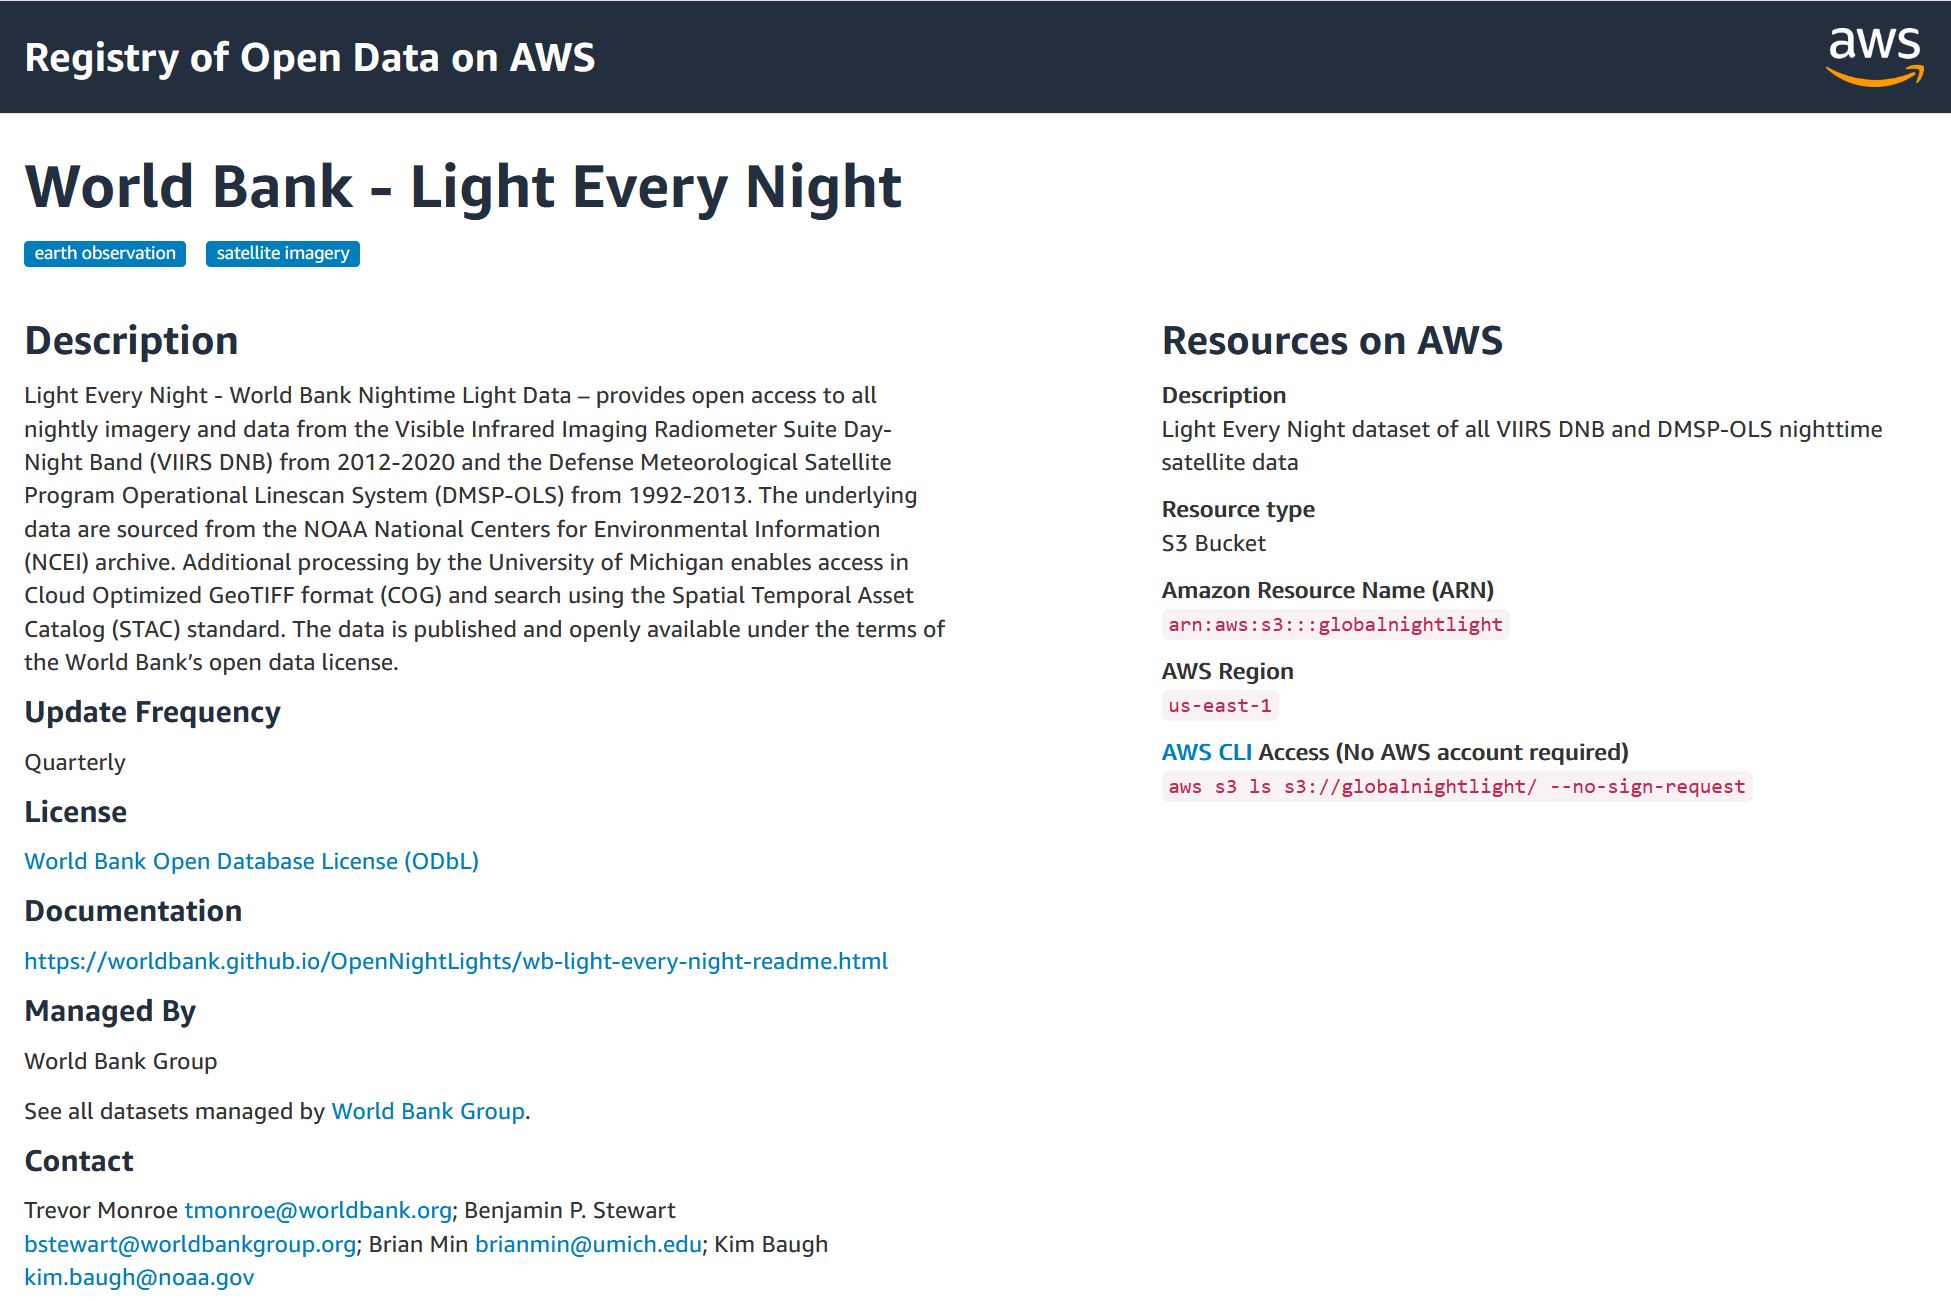 Registry of Open Data on AWS
aws
World Bank - Light Every Night
earth observation
satellite imagery
Description
Light Every Night - World Bank Nightime Light Data – provides open access to all
nightly imagery and data from the Visible Infrared Imaging Radiometer Suite Day-
Night Band (VIIRS DNB) from 2012-2020 and the Defense Meteorological Satellite
Program Operational Linescan System (DMSP-OLS) from 1992-2013. The underlying
data are sourced from the NOAA National Centers for Environmental Information
(NCEI) archive. Additional processing by the University of Michigan enables access in
Cloud Optimized GeoTIFF format (COG) and search using the Spatial Temporal Asset
Catalog (STAC) standard. The data is published and openly available under the terms of
the World Bank’s open data license.
Update Frequency
Quarterly
License
World Bank Open Database License (ODbL)
Documentation
https://worldbank.github.io/OpenNightLights/wb-light-every-night-readme.html
Managed By
World Bank Group
See all datasets managed by World Bank Group.
Contact
Trevor Monroe tmonroe@worldbank.org; Benjamin P. Stewart
bstewart@worldbankgroup.org; Brian Min brianmin@umich.edu; Kim Baugh
kim.baugh@noaa.gov
Resources on AWS
Description
Light Every Night dataset of all VIIRS DNB and DMSP-OLS nighttime
satellite data
Resource type
S3 Bucket
Amazon Resource Name (ARN)
arn:aws:s3:::globalnightlight
AWS Region
us-east-1
AWS CLI Access (No AWS account required)
aws s3 ls s3://globalnightlight/ --no-sign-request